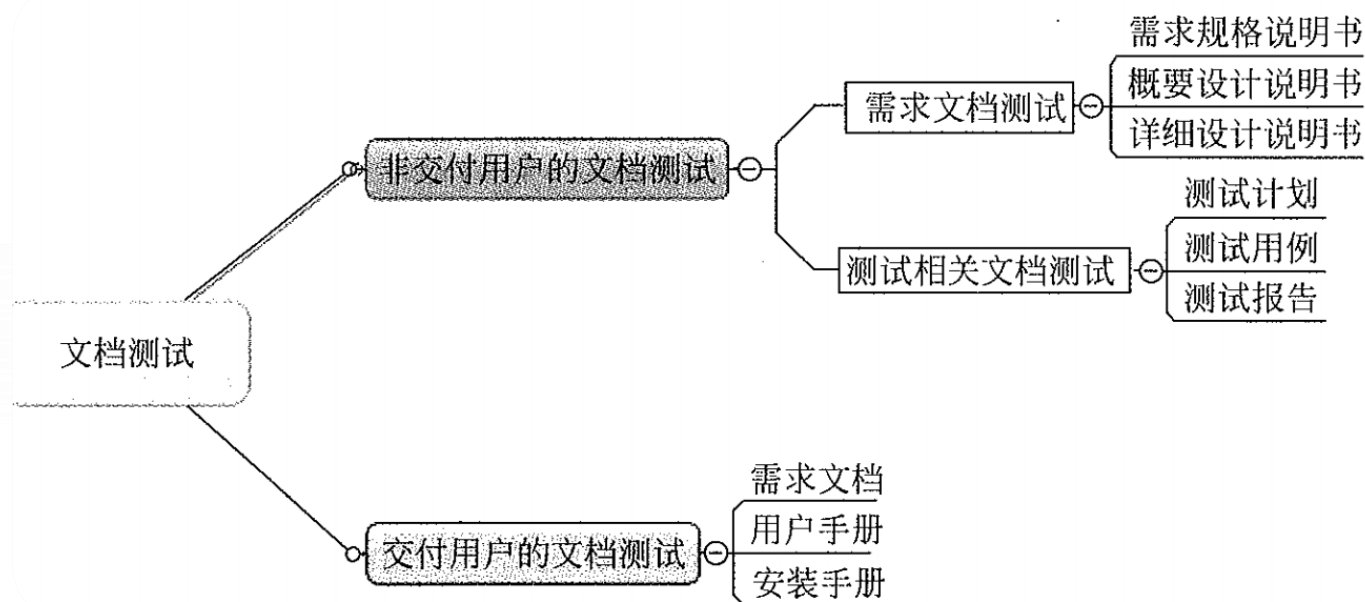 需求规格说明书
概要设计说明书
需求文档测试
详细设计说明书
非交付用户的文档测试
测试计划
测试用例
测试相关文档测试
测试报告
文档测试
需求文档
用户手册
交付用户的文档测试
安装手册